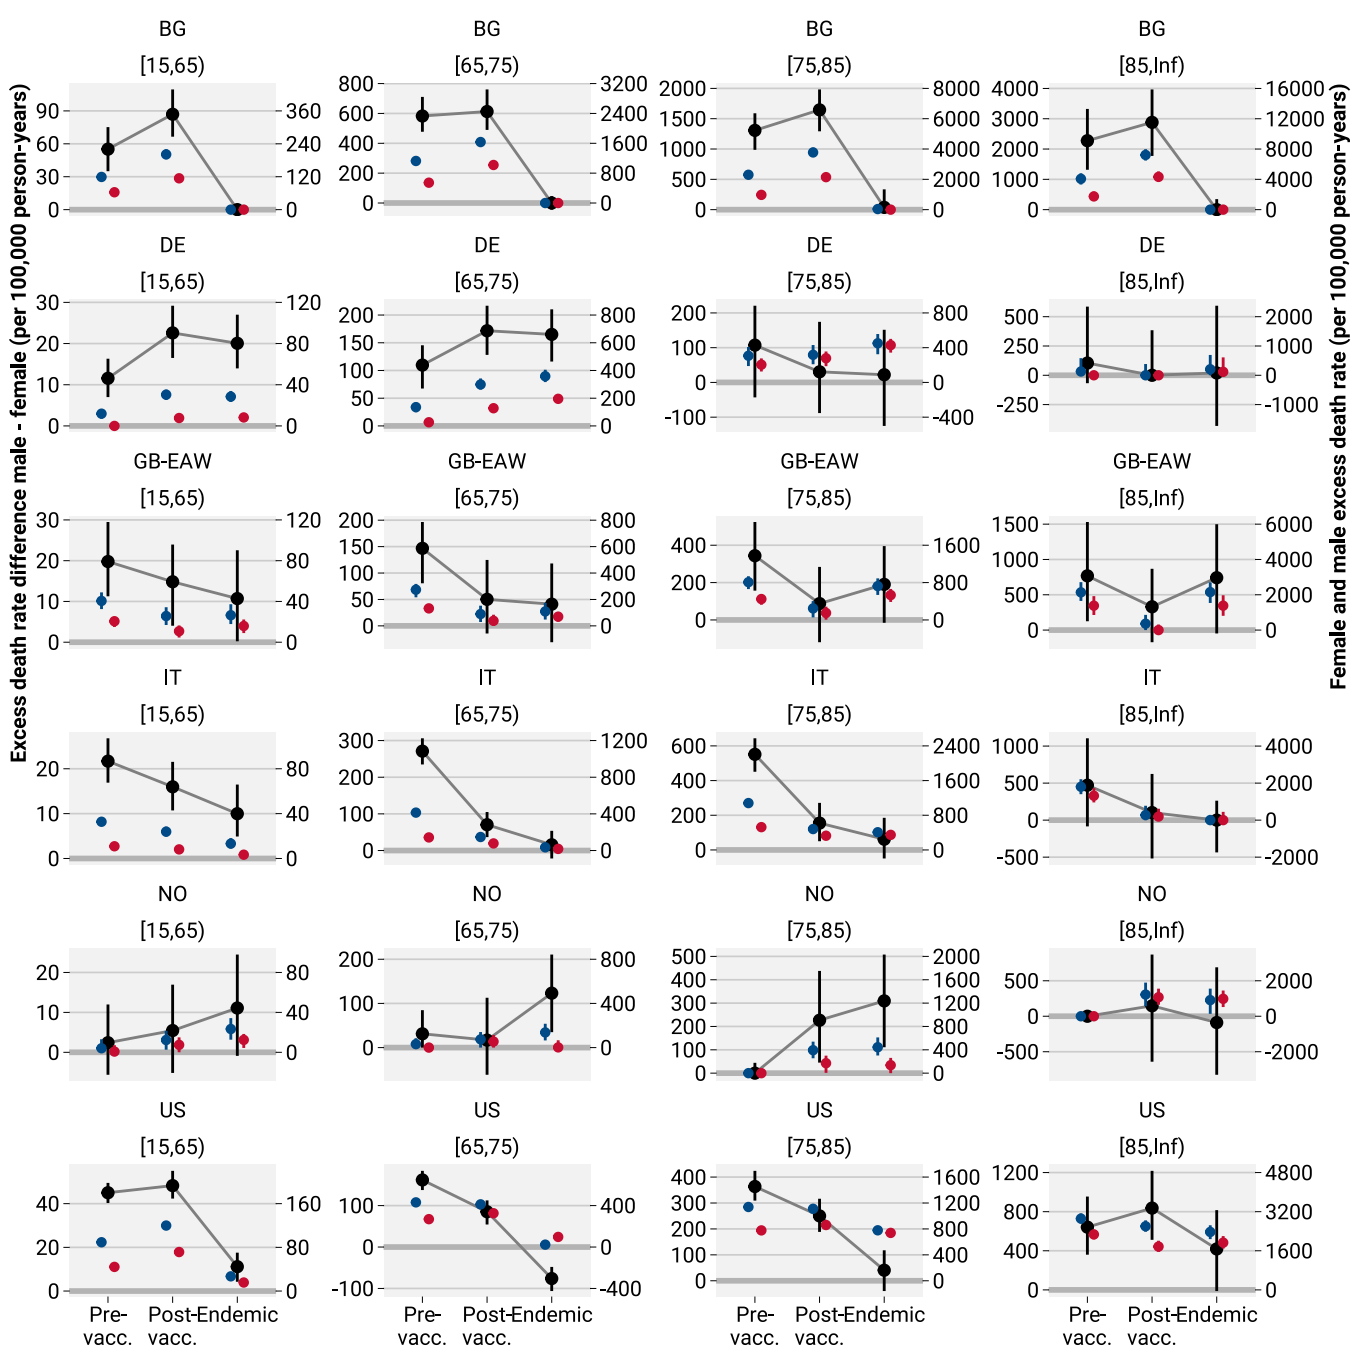 Excess death rate difference male - female (per 100,000 person-years)
Female and male excess death rate (per 100,000 person-years)
BG BG BG BG
[15,65) [65,75) [75,85) [85,Inf)
90 360 800 3200 2000 8000 4000 16000
60 240 600 2400 1500 6000 3000 12000
30 120 400 1600 1000 4000 2000 8000
0 0 200 800 500 2000 1000 4000
0 0 0 0 0 0
DE DE DE DE
[15,65) [65,75) [75,85) [85,Inf)
30 120 200 800 200 800 500 2000
20 80 150 600 100 400 250 1000
10 40 100 400 0 0 0 0
0 0 50 200 -100 -400 -250 -1000
0 0
GB-EAW GB-EAW GB-EAW GB-EAW
[15,65) [65,75) [75,85) [85,Inf)
30 120 200 800 400 1600 1500 6000
20 80 150 600 200 800 1000 4000
10 40 100 400 0 0 500 2000
0 0 50 200 0 0
0 0
IT IT IT IT
[15,65) [65,75) [75,85) [85,Inf)
20 80 300 1200 600 2400 1000 4000
10 40 200 800 400 1600 500 2000
0 0 100 400 200 800 0 0
0 0 0 0 -500 -2000
NO NO NO NO
[15,65) [65,75) [75,85) [85,Inf)
20 80 200 800 500 2000 500 2000
10 40 100 400 400 1600 0 0
0 0 0 0 300 1200 -500 -2000
200 800
100 400
0 0
US US US US
[15,65) [65,75) [75,85) [85,Inf)
40 160 100 400 400 1600 1200 4800
20 80 0 0 300 1200 800 3200
0 0 -100 -400 200 800 400 1600
100 400 0 0
0 0
Pre- Post- Endemic Pre- Post- Endemic Pre- Post- Endemic Pre- Post- Endemic
vacc. vacc. vacc. vacc. vacc. vacc. vacc. vacc.